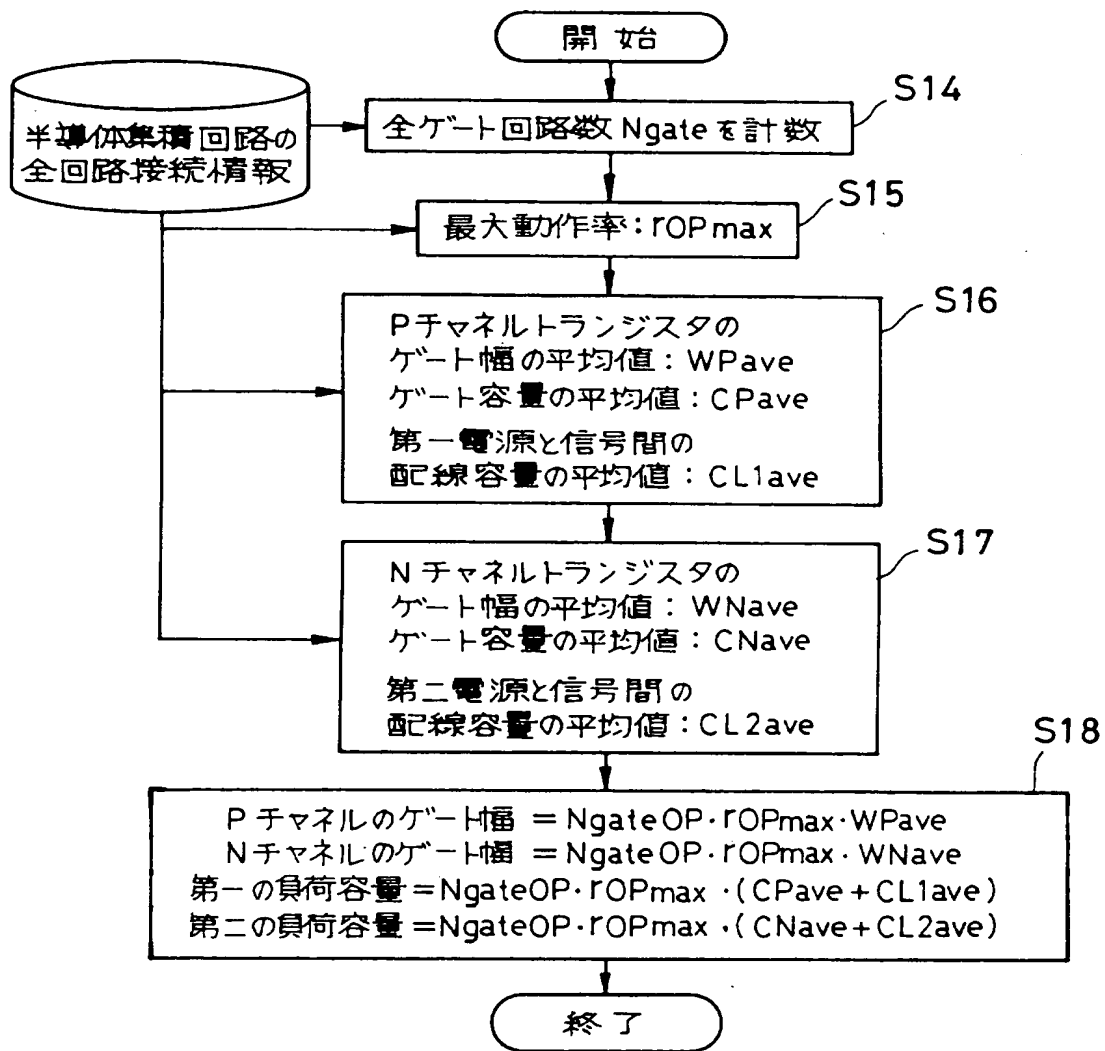 開始
半導体集積回路の
全回路接続情報
S14
全ゲート回路数Ngateを計数
S15
最大動作率:rOPmax
S16
Pチャネルトランジスタの
ゲート幅の平均値:WPave
ゲート容量の平均値:CPave
第一電源と信号間の
配線容量の平均値:CL1ave
S17
Nチャネルトランジスタの
ゲート幅の平均値:WNave
ゲート容量の平均値:CNave
第二電源と信号間の
配線容量の平均値:CL2ave
S18
Pチャネルのゲート幅=NgateOP・rOPmax・WPave
Nチャネルのゲート幅=NgateOP・rOPmax・WNave
第一の負荷容量=NgateOP・rOPmax・(CPave+CL1ave)
第二の負荷容量=NgateOP・rOPmax・(CNave+CL2ave)
終了